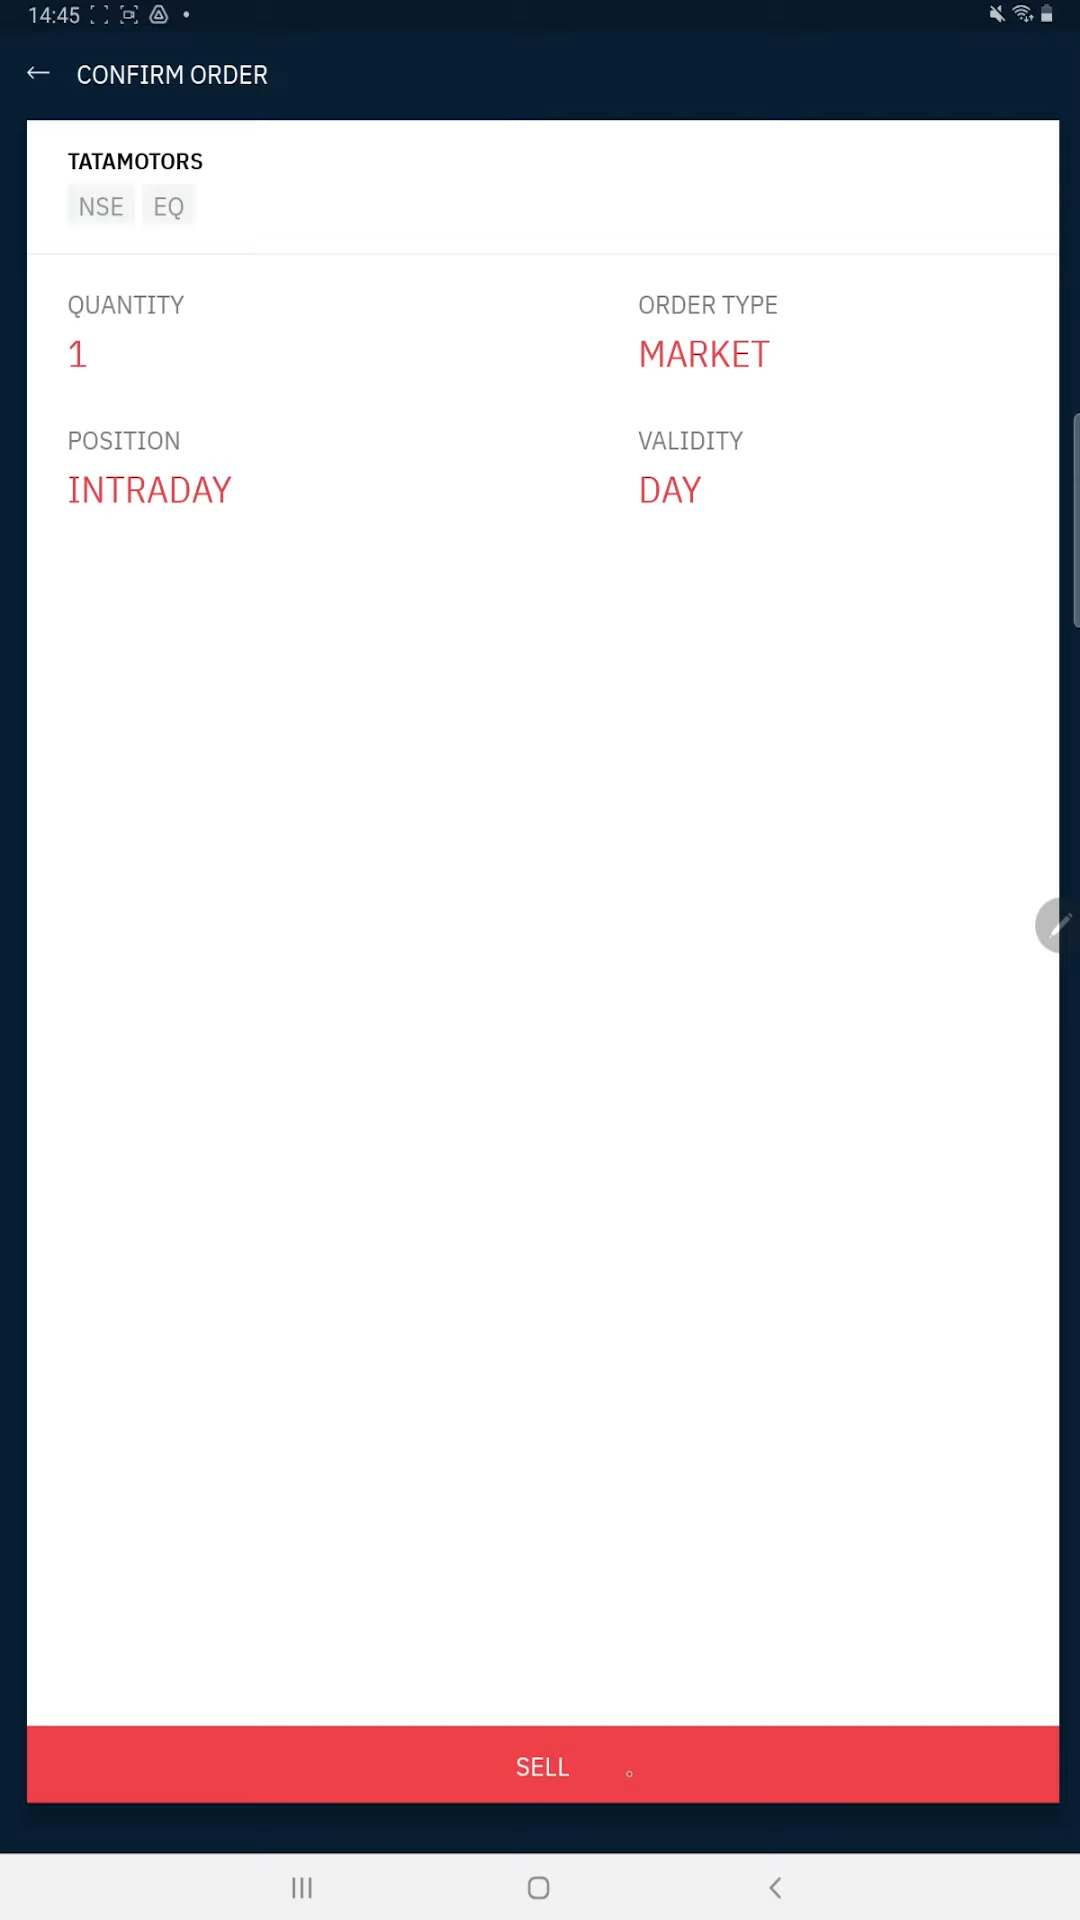 14:45
CONFIRM ORDER
TATAMOTORS
NSE EQ
QUANTITY ORDER TYPE
1 MARKET
POSITION VALIDITY
INTRADAY DAY
SELL